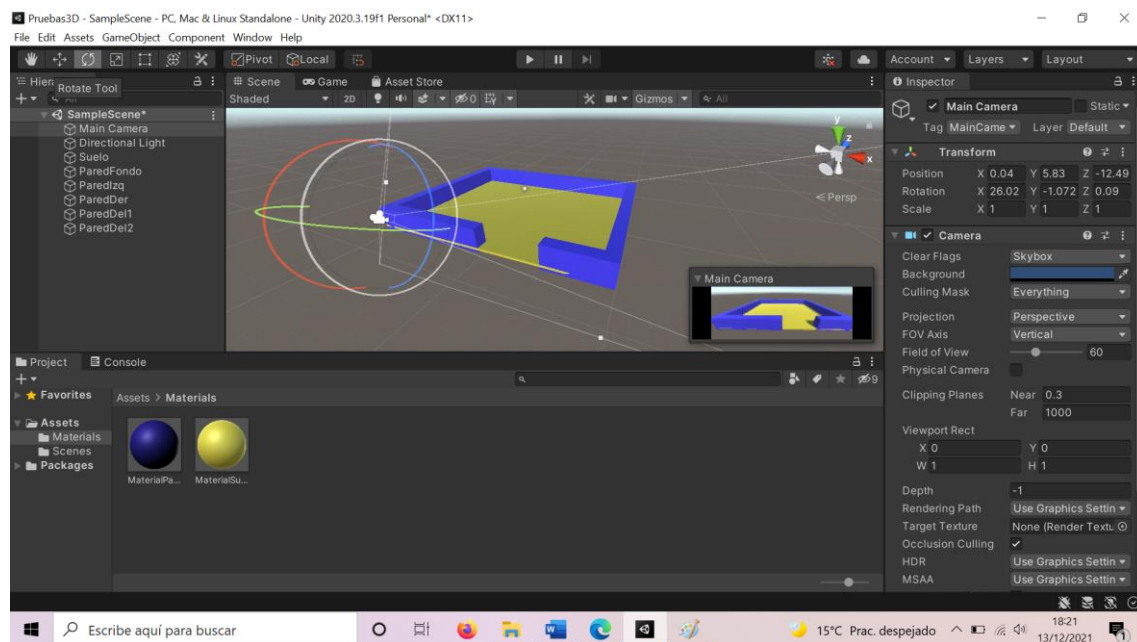 Pruebas3D - SampleScene - PC, Mac & Linux Standalone - Unity 2020.3.19f1 Personal* <DX11>
File Edit Assets GameObject Component Window Help
Pivot Local
Account Layers Layout
Rotate Tool
SampleScene*
Main Camera
Directional Light
Suelo
ParedFondo
ParedIzq
ParedDer
ParedDel1
ParedDel2
Scene Game Asset Store
Shaded 2D Gizmos All
y
z
x
Persp
Main Camera
Inspector
Main Camera Static
Tag MainCame Layer Default
Transform
Position X 0.04 Y 5.83 Z -12.49
Rotation X 26.02 Y -1.072 Z 0.09
Scale X 1 Y 1 Z 1
Camera
Clear Flags Skybox
Background
Culling Mask Everything
Projection Perspective
FOV Axis Vertical
Field of View 60
Physical Camera
Clipping Planes Near 0.3
Far 1000
Viewport Rect
X 0 Y 0
W 1 H 1
Depth -1
Rendering Path Use Graphics Settin
Target Texture None (Render Textu
Occlusion Culling
HDR Use Graphics Settin
MSAA Use Graphics Settin
Project Console
9
Favorites
Assets
Materials
Scenes
Packages
Assets > Materials
MaterialPa... MaterialSu...
Escribe aquí para buscar
15°C Prac. despejado
18:21
13/12/2021